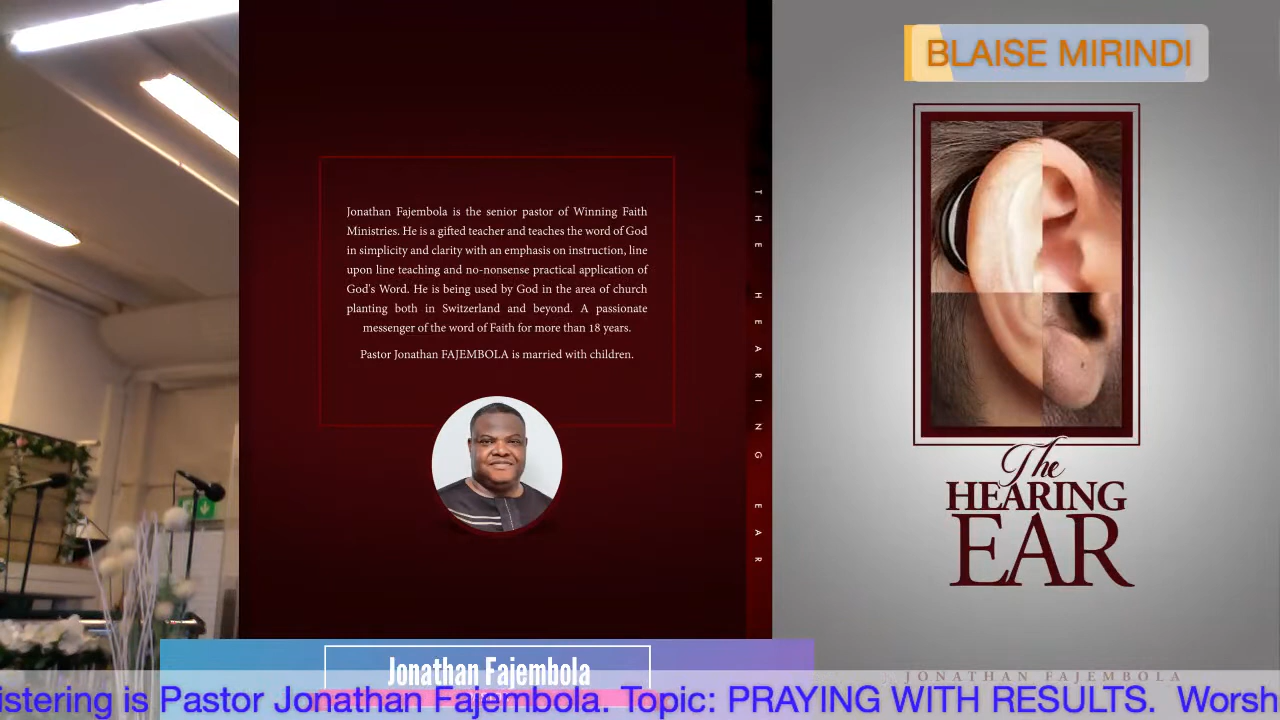 BLAISE MIRINDI
Jonathan Fajembola is the senior pastor of Winning Faith
Ministries. He is a gifted teacher and teaches the word of God
in simplicity and clarity with an emphasis on instruction, line
upon line teaching and no-nonsense practical application of
God's Word. He is being used by God in the area of church
planting both in Switzerland and beyond. A passionate
messenger of the word of Faith for more than 18 years.
Pastor Jonathan FAJEMBOLA is married with children.
THE HEARING EAR
The
HEARING
EAR
JONATHAN FAJEMBOLA
Jonathan Fajembola
istering is Pastor Jonathan Fajembola. Topic: PRAYING WITH RESULTS. Worsh